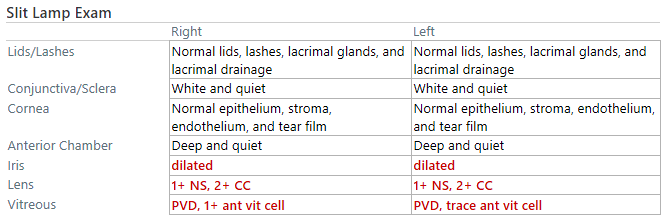 Slit Lamp Exam
Right Left
Lids/Lashes Normal lids, lashes, lacrimal glands, and Normal lids, lashes, lacrimal glands, and
lacrimal drainage lacrimal drainage
Conjunctiva/Sclera White and quiet White and quiet
Cornea Normal epithelium, stroma, Normal epithelium, stroma, endothelium,
endothelium, and tear film and tear film
Anterior Chamber Deep and quiet Deep and quiet
Iris dilated dilated
Lens 1+ NS, 2+ CC 1+ NS, 2+ CC
Vitreous PVD, 1+ ant vit cell PVD, trace ant vit cell